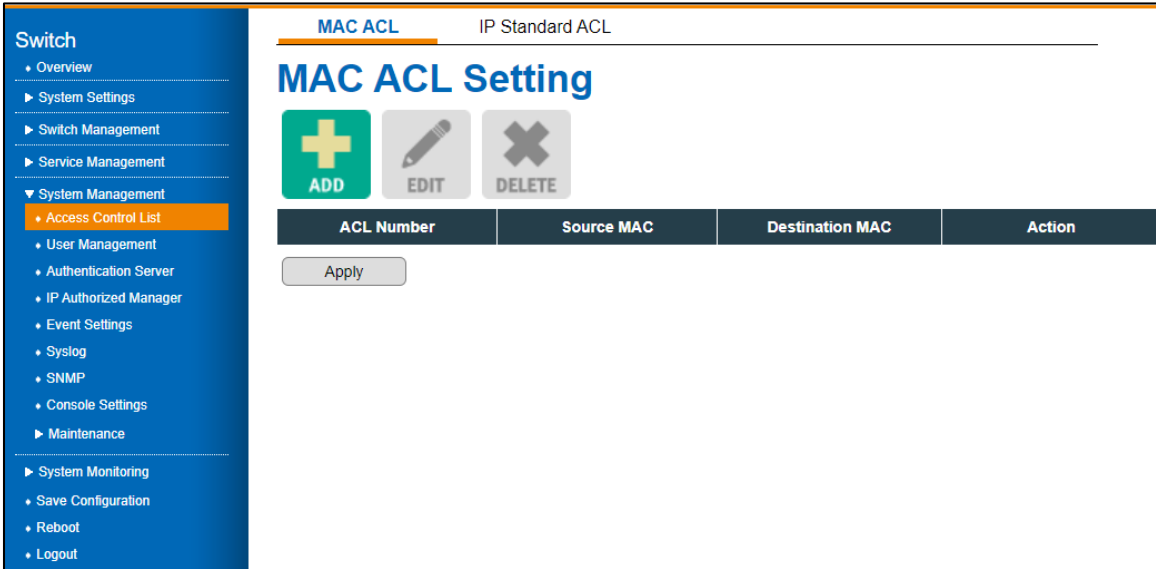 Switch
Overview
System Settings
Switch Management
Service Management
System Management
Access Control List
User Management
Authentication Server
IP Authorized Manager
Event Settings
Syslog
SNMP
Console Settings
Maintenance
System Monitoring
Save Configuration
Reboot
Logout
MAC ACL IP Standard ACL
MAC ACL Setting
ADD EDIT DELETE
ACL Number Source MAC Destination MAC Action
Apply